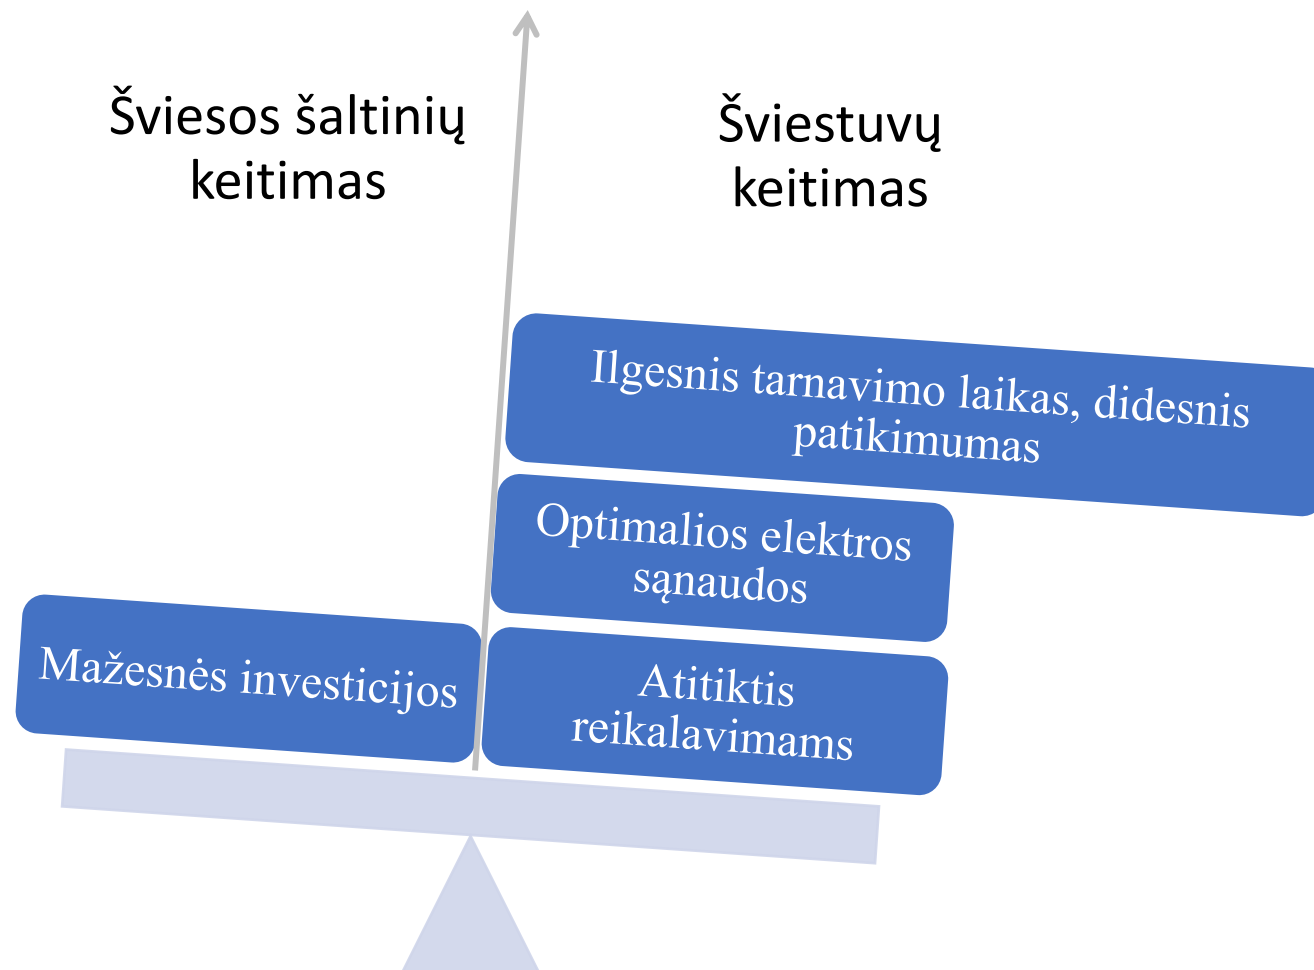 Šviesos šaltinių
keitimas
Šviestuvų
keitimas
Ilgesnis tarnavimo laikas, didesnis
patikimumas
Optimalios elektros
sąnaudos
Mažesnės investicijos
Atitiktis
reikalavimams